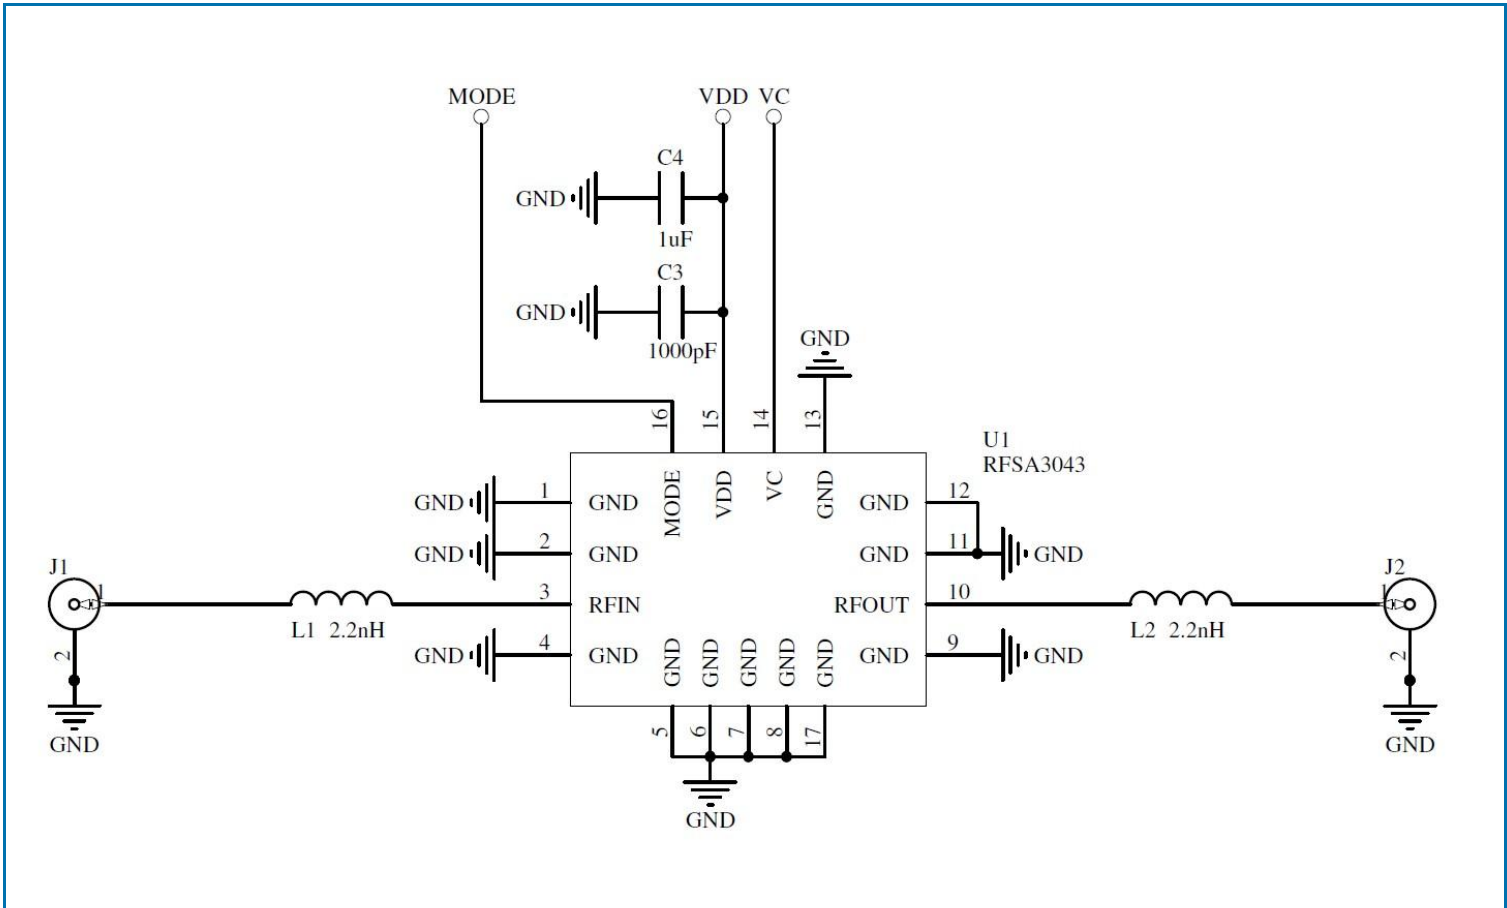 MODE
VDD VC
C4
GND
1uF
C3
GND
1000pF
GND
16
15
14
13
U1
RFSA3043
GND
1
GND
MODE
VDD
VC
GND
GND
12
GND
2
GND
GND
11
GND
J1
1
3
RFIN
RFOUT
10
J2
1
L1 2.2nH
L2 2.2nH
2
GND
4
GND
GND
GND
GND
GND
GND
GND
9
GND
2
GND
5
6
7
8
17
GND
GND